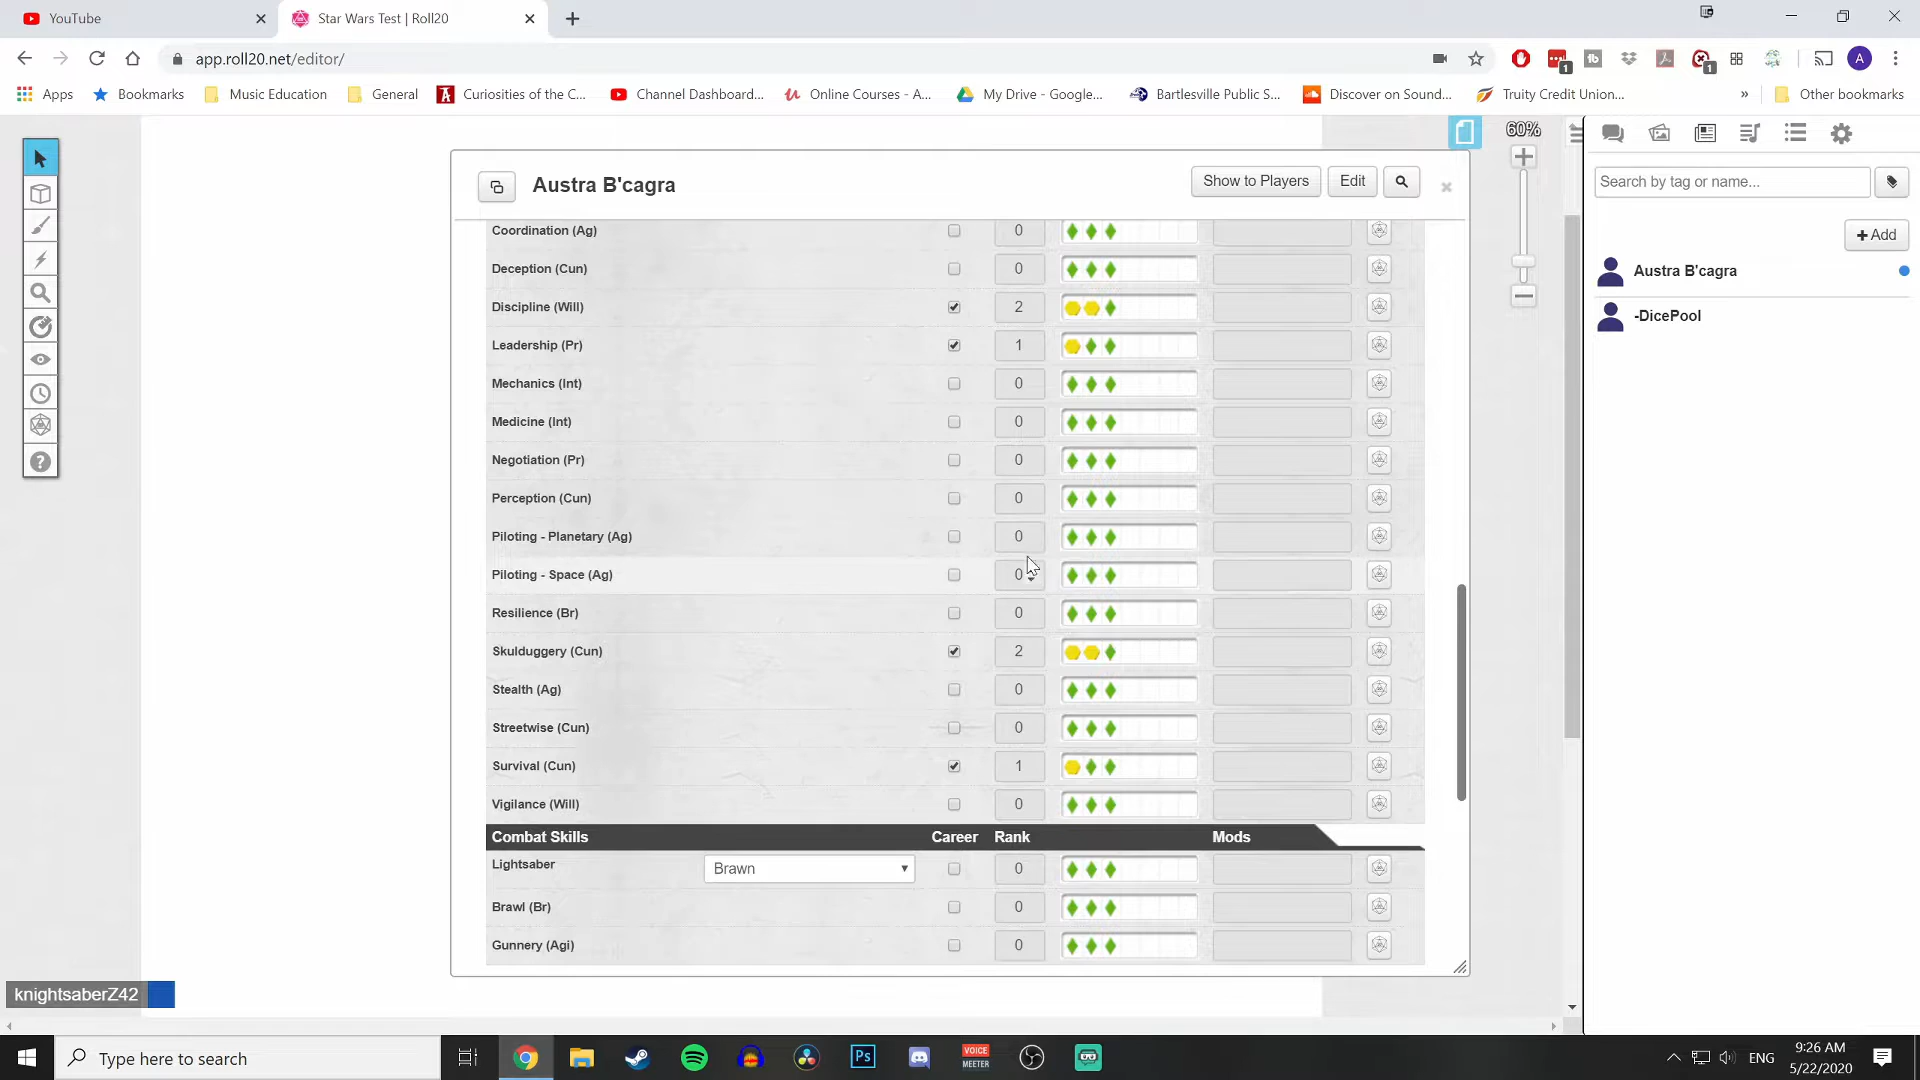 YouTube
Star Wars Test | Roll20
app.roll20.net/editor/
1
1
A
Apps
Bookmarks
Music Education
General
Curiosities of the C...
Channel Dashboard...
Online Courses - A...
My Drive - Google...
Bartlesville Public S...
Discover on Sound...
Truity Credit Union...
»
Other bookmarks
60%
Austra B'cagra
Show to Players
Edit
Search by tag or name...
+ Add
Austra B'cagra
-DicePool
Coordination (Ag) 0
Deception (Cun) 0
Discipline (Will) 2
Leadership (Pr) 1
Mechanics (Int) 0
Medicine (Int) 0
Negotiation (Pr) 0
Perception (Cun) 0
Piloting - Planetary (Ag) 0
Piloting - Space (Ag) 0
Resilience (Br) 0
Skulduggery (Cun) 2
Stealth (Ag) 0
Streetwise (Cun) 0
Survival (Cun) 1
Vigilance (Will) 0
Combat Skills Career Rank Mods
Lightsaber Brawn 0
Brawl (Br) 0
Gunnery (Agi) 0
knightsaberZ42
Type here to search
Ps
VOICE
MEETER
ENG
9:26 AM
5/22/2020